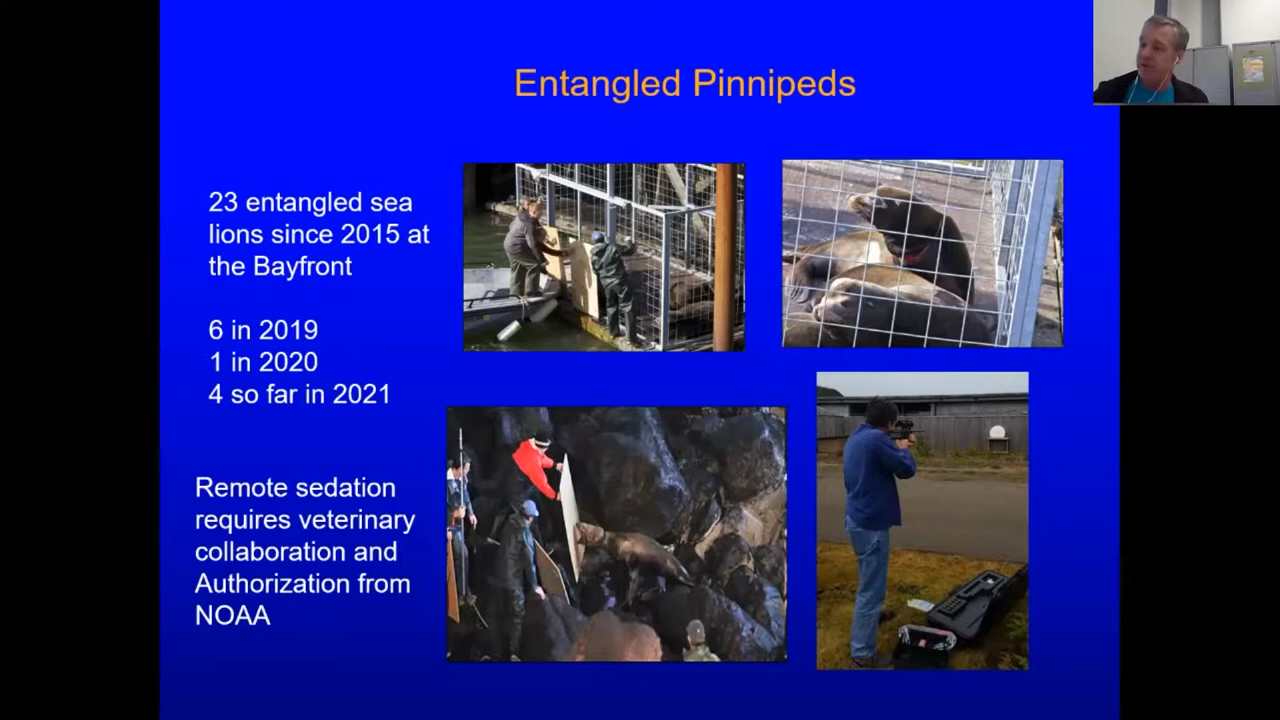 Entangled Pinnipeds
23 entangled sea
lions since 2015 at
the Bayfront
6 in 2019
1 in 2020
4 so far in 2021
Remote sedation
requires veterinary
collaboration and
Authorization from
NOAA